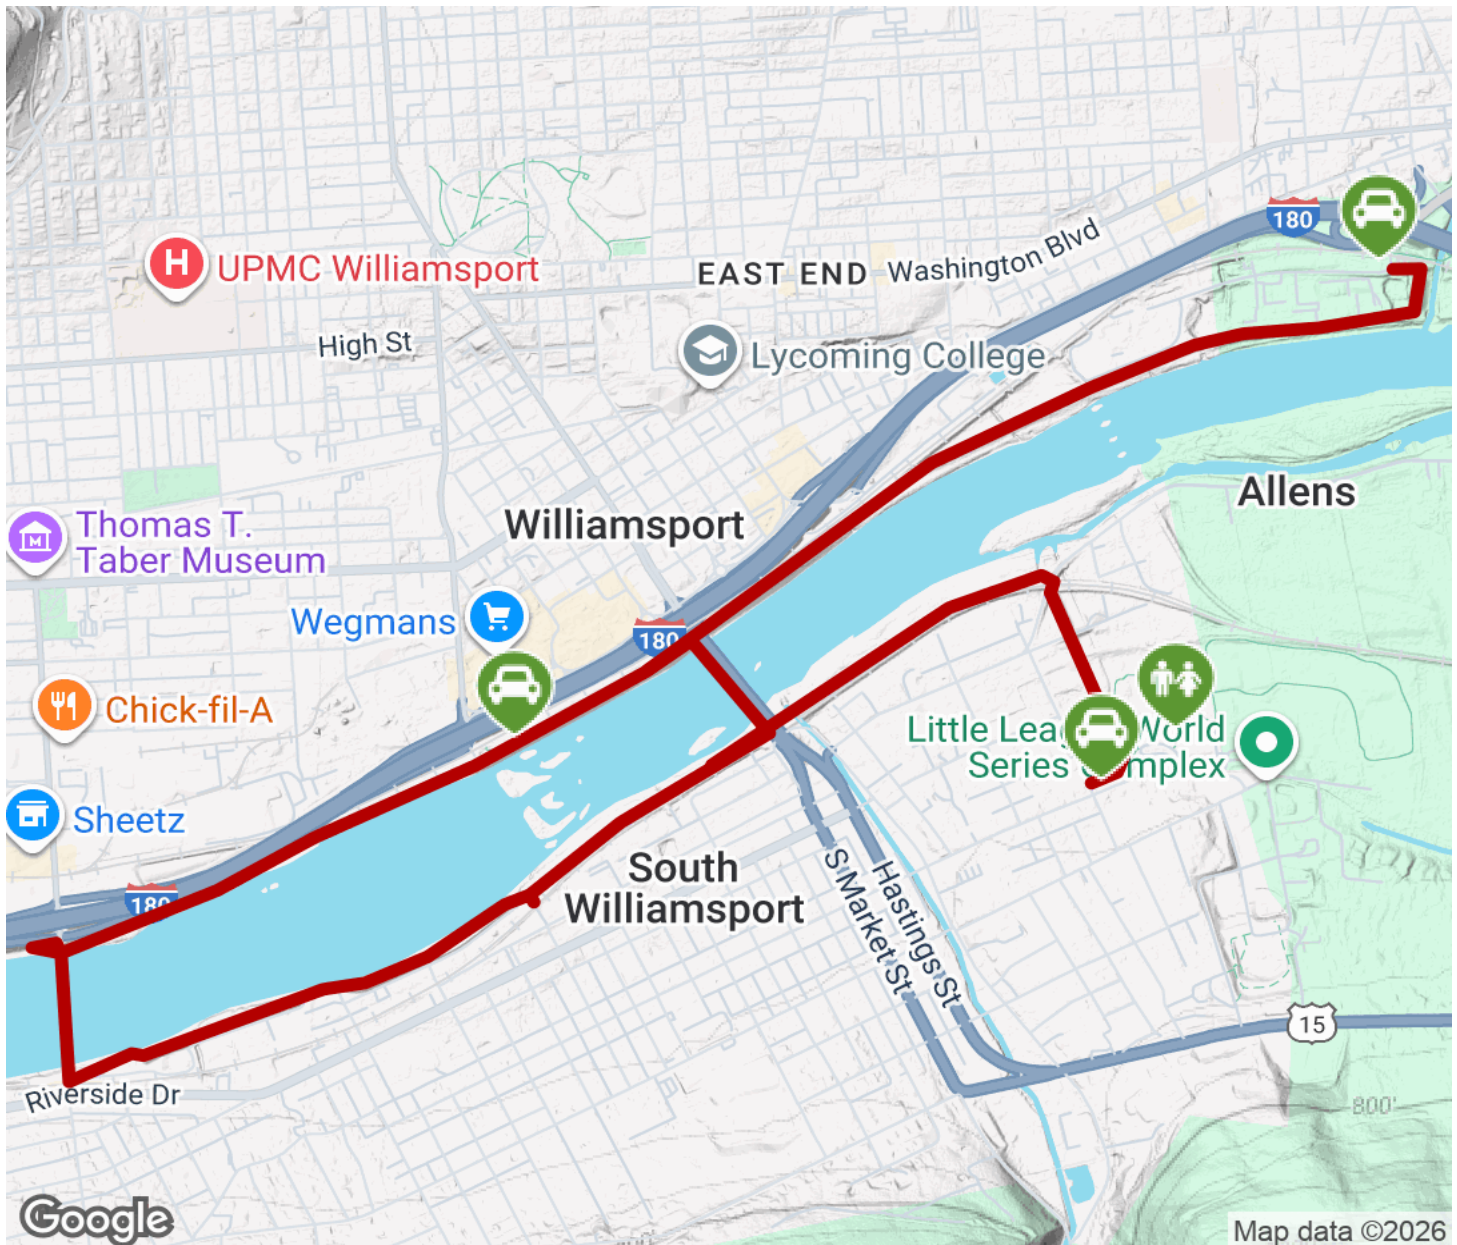 180
Washington Blvd
EAST END
H
UPMC Williamsport
High St
Lycoming College
Allens
Williamsport
Thomas T.
Taber Museum
M
Wegmans
180
Chick-fil-A
Little Lea World
Series mplex
Sheetz
South
Williamsport
180
S Market St
Hastings St
15
Riverside Dr
800'
Google
Map data ©2026